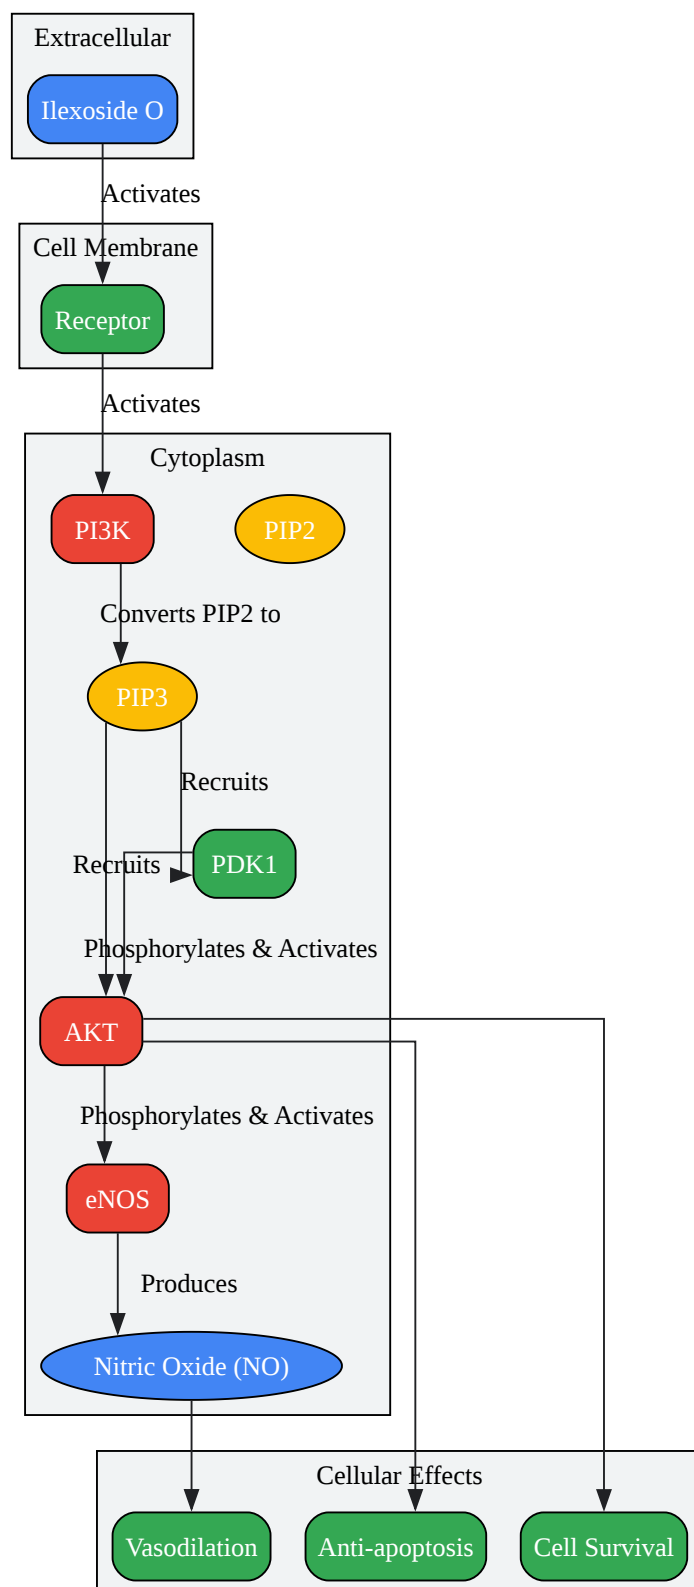 Extracellular
Ilexoside O
Activates
Cell Membrane
Receptor
Activates
Cytoplasm
PI3K
PIP2
Converts PIP2 to
PIP3
Recruits
Recruits
PDK1
Phosphorylates & Activates
AKT
Phosphorylates & Activates
eNOS
Produces
Nitric Oxide (NO)
Cellular Effects
Vasodilation
Anti-apoptosis
Cell Survival